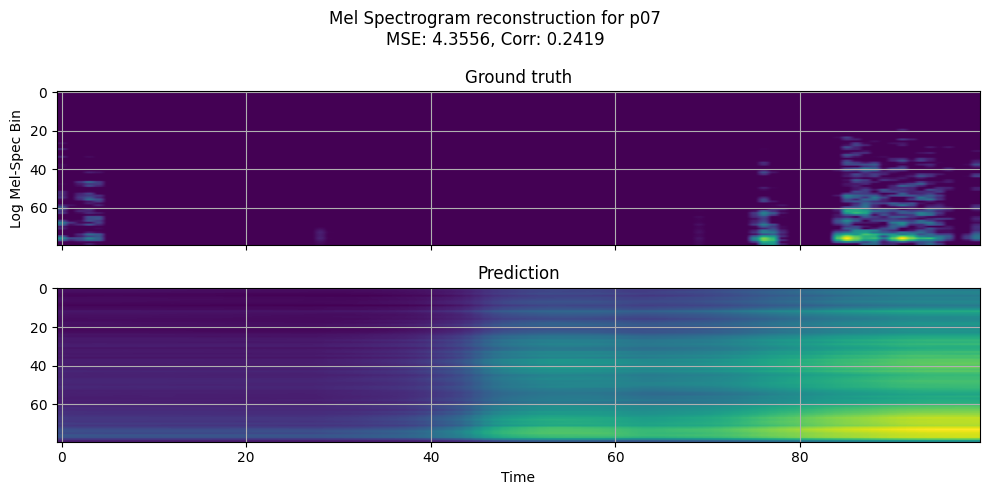 Mel Spectrogram reconstruction for p07
MSE: 4.3556, Corr: 0.2419
Ground truth
Log Mel-Spec Bin
0
20
40
60
Prediction
0
20
40
60
0 20 40 60 80
Time